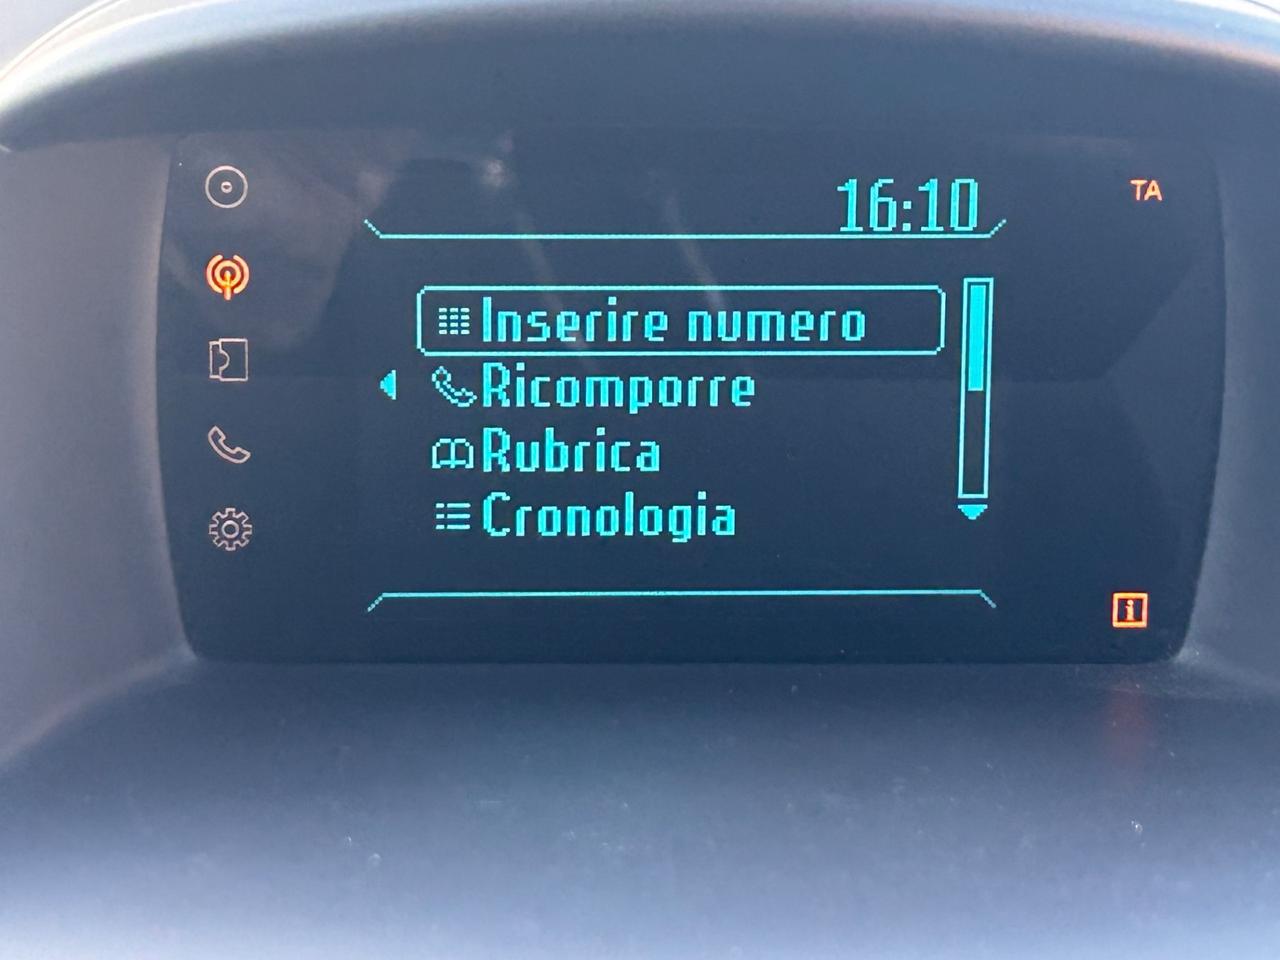 16:10
TA
Inserire numero
Ricomporre
Rubrica
Cronologia
i